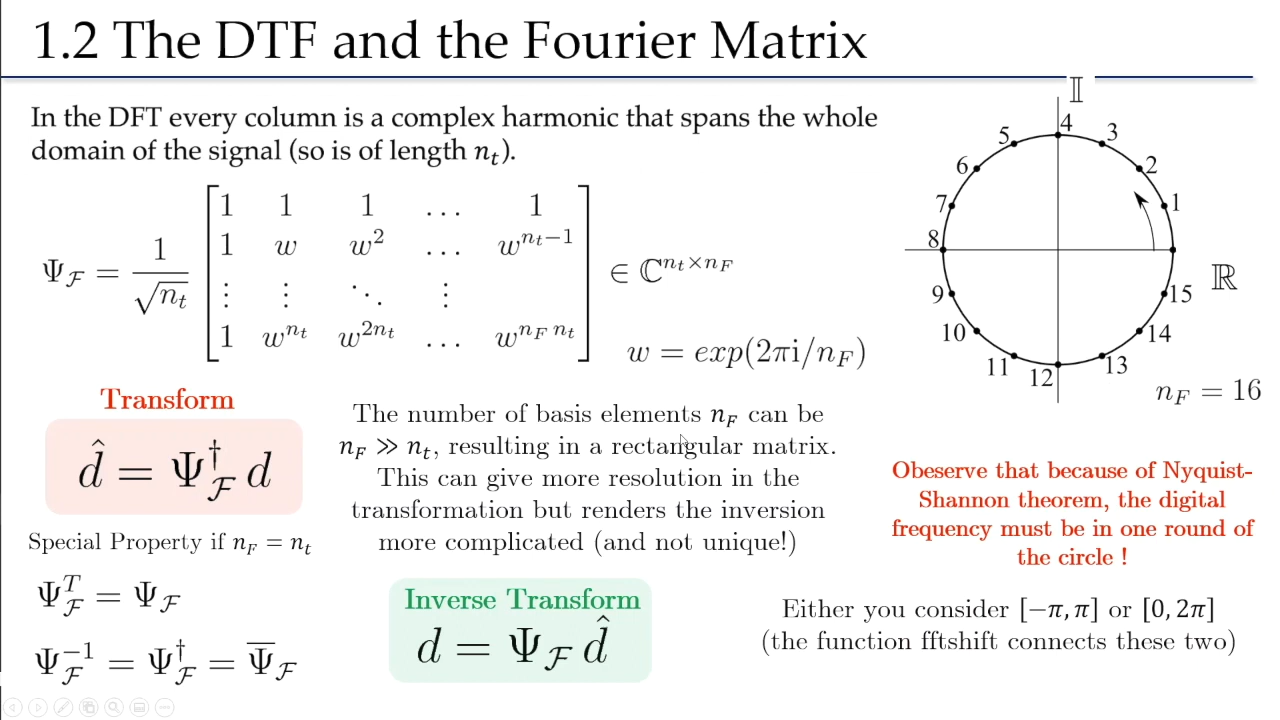 1.2 The DTF and the Fourier Matrix
In the DFT every column is a complex harmonic that spans the whole
domain of the signal (so is of length n_t).
Ψ_ℱ = 1/√n_t [1 1 1 … 1
1 w w² … w^{n_t−1}
⋮ ⋮ ⋱ ⋮
1 w^{n_t} w^{2n_t} … w^{n_F n_t}] ∈ ℂ^{n_t×n_F}
w = exp(2πi/n_F)
𝕀
ℝ
1
2
3
4
5
6
7
8
9
10
11
12
13
14
15
n_F = 16
Transform
d̂ = Ψ_ℱ^† d
Special Property if n_F = n_t
Ψ_ℱ^T = Ψ_ℱ
Ψ_ℱ^{−1} = Ψ_ℱ^† = Ψ̅_ℱ
The number of basis elements n_F can be
n_F ≫ n_t, resulting in a rectangular matrix.
This can give more resolution in the
transformation but renders the inversion
more complicated (and not unique!)
Inverse Transform
d = Ψ_ℱ d̂
Obeserve that because of Nyquist-
Shannon theorem, the digital
frequency must be in one round of
the circle !
Either you consider [−π, π] or [0, 2π]
(the function fftshift connects these two)